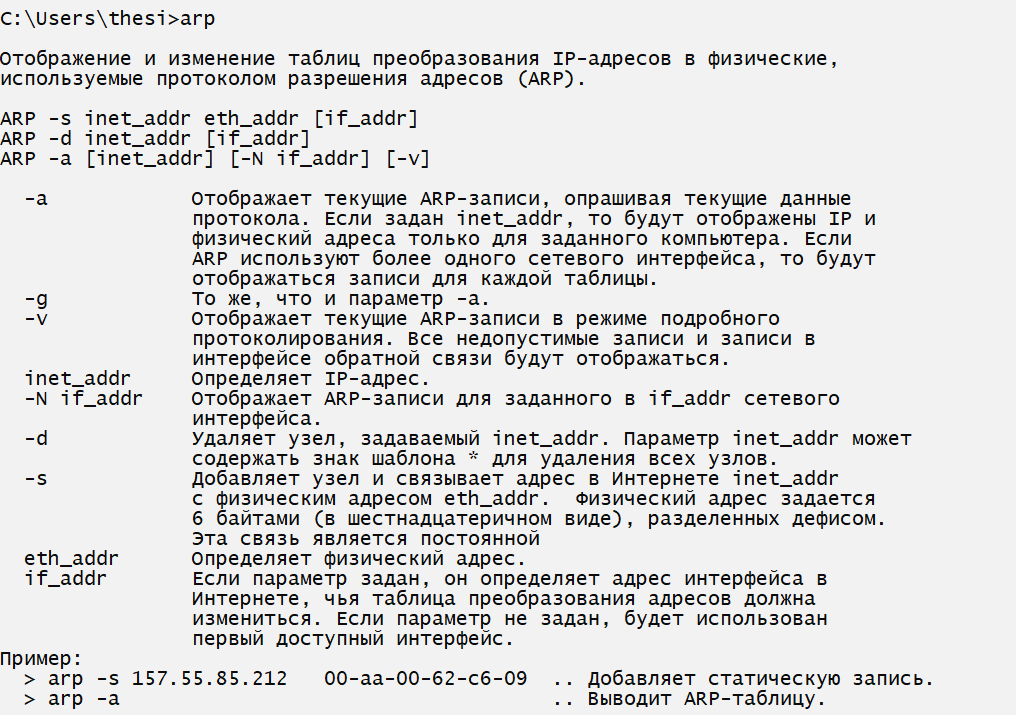 C:\Users\thesi>arp
Отображение и изменение таблиц преобразования IP-адресов в физические,
используемые протоколом разрешения адресов (ARP).
ARP -s inet_addr eth_addr [if_addr]
ARP -d inet_addr [if_addr]
ARP -a [inet_addr] [-N if_addr] [-v]
-a Отображает текущие ARP-записи, опрашивая текущие данные
протокола. Если задан inet_addr, то будут отображены IP и
физический адреса только для заданного компьютера. Если
ARP используют более одного сетевого интерфейса, то будут
отображаться записи для каждой таблицы.
-g То же, что и параметр -a.
-v Отображает текущие ARP-записи в режиме подробного
протоколирования. Все недопустимые записи и записи в
интерфейсе обратной связи будут отображаться.
inet_addr Определяет IP-адрес.
-N if_addr Отображает ARP-записи для заданного в if_addr сетевого
интерфейса.
-d Удаляет узел, задаваемый inet_addr. Параметр inet_addr может
содержать знак шаблона * для удаления всех узлов.
-s Добавляет узел и связывает адрес в Интернете inet_addr
с физическим адресом eth_addr. Физический адрес задается
6 байтами (в шестнадцатеричном виде), разделенных дефисом.
Эта связь является постоянной
eth_addr Определяет физический адрес.
if_addr Если параметр задан, он определяет адрес интерфейса в
Интернете, чья таблица преобразования адресов должна
измениться. Если параметр не задан, будет использован
первый доступный интерфейс.
Пример:
> arp -s 157.55.85.212 00-aa-00-62-c6-09 .. Добавляет статическую запись.
> arp -a .. Выводит ARP-таблицу.